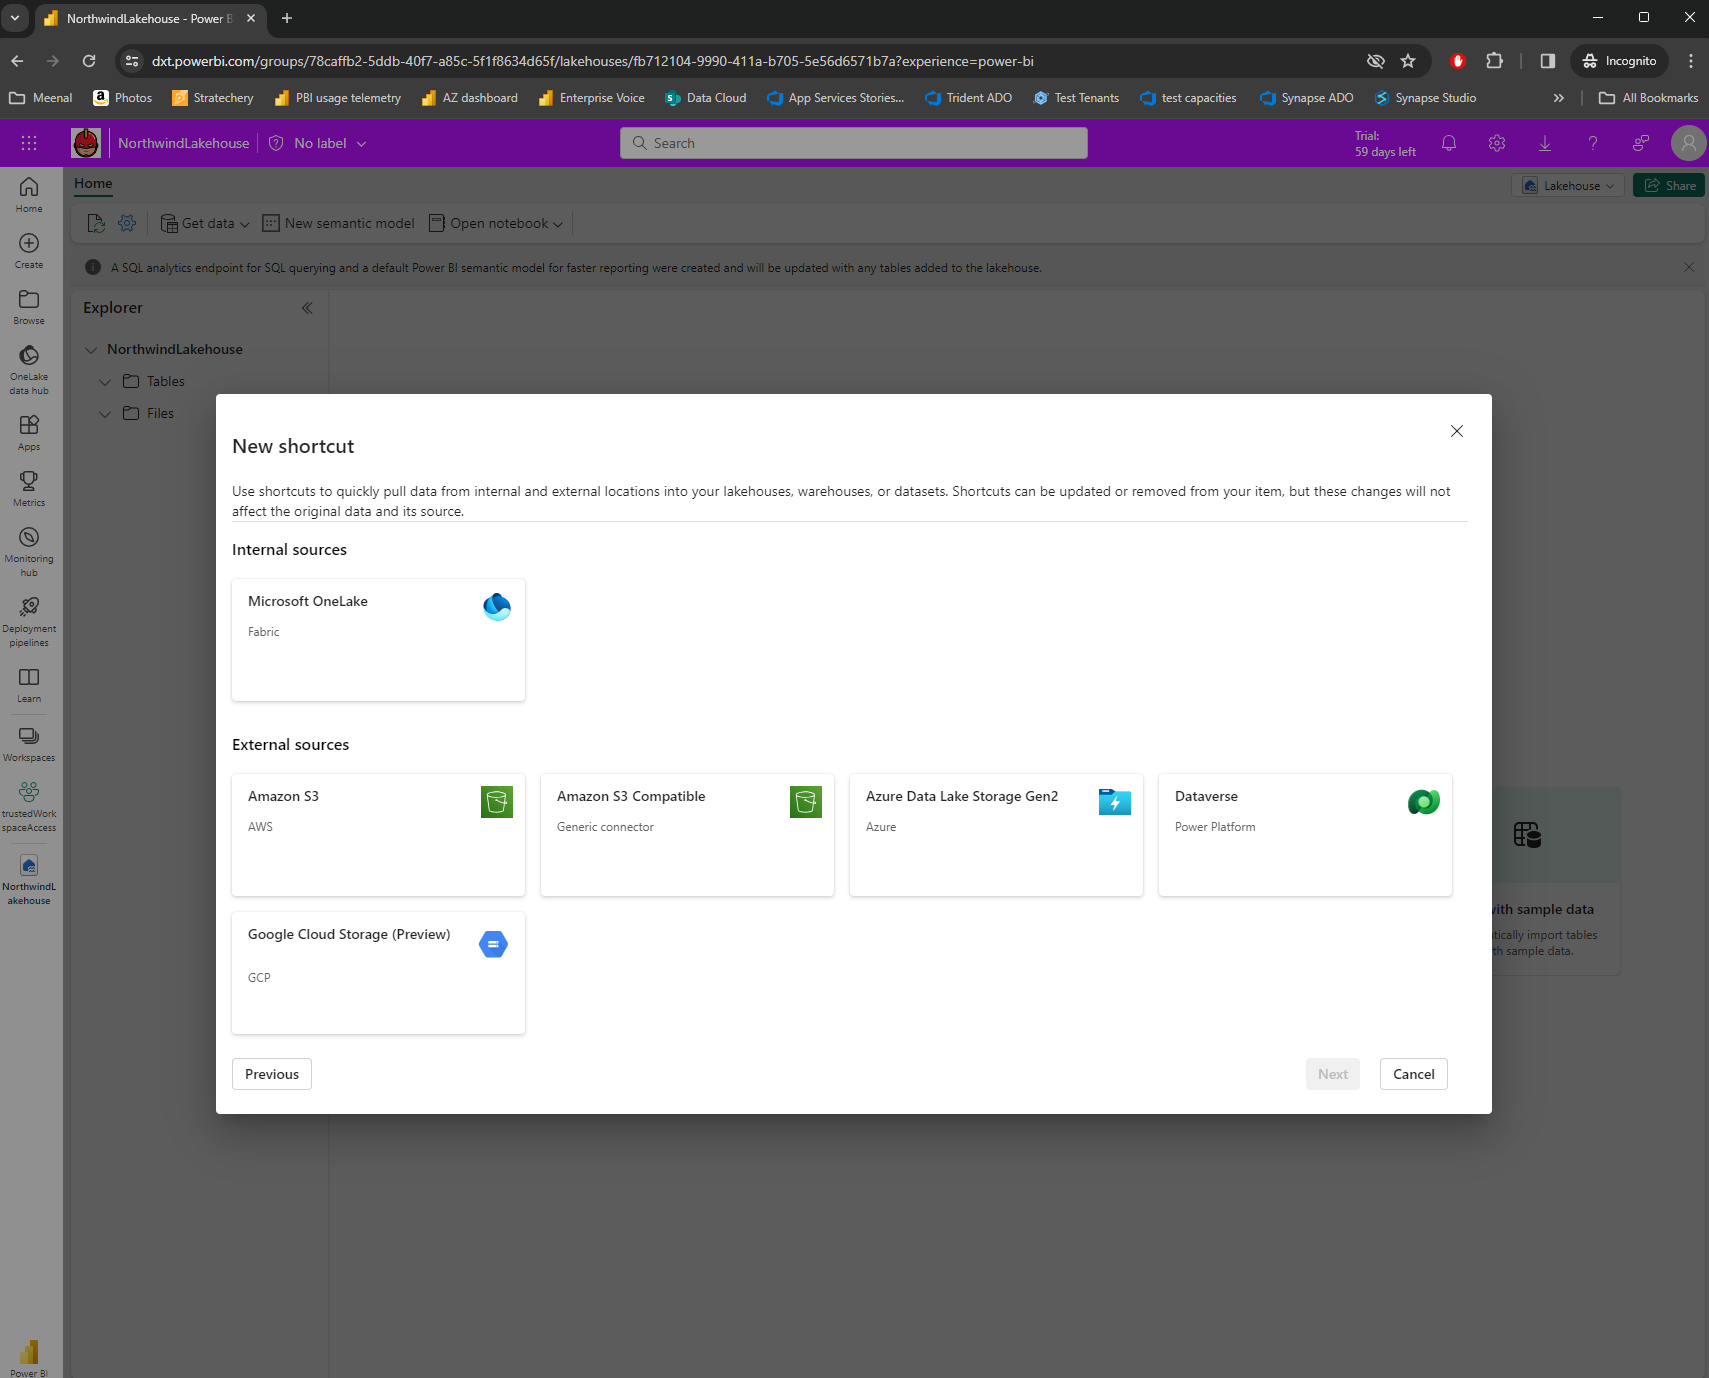 NorthwindLakehouse - Power B
dxt.powerbi.com/groups/78caffb2-5ddb-40f7-a85c-5f1f8634d65f/lakehouses/fb712104-9990-411a-b705-5e56d6571b7a?experience=power-bi
Incognito
Meenal
Photos
Stratechery
PBI usage telemetry
AZ dashboard
Enterprise Voice
Data Cloud
App Services Stories...
Trident ADO
Test Tenants
test capacities
Synapse ADO
Synapse Studio
All Bookmarks
NorthwindLakehouse
No label
Search
Trial:
59 days left
Home
Create
Browse
OneLake
data hub
Apps
Metrics
Monitoring
hub
Deployment
pipelines
Learn
Workspaces
trustedWork
spaceAccess
NorthwindL
akehouse
Power BI
Home
Lakehouse
Share
Get data
New semantic model
Open notebook
A SQL analytics endpoint for SQL querying and a default Power BI semantic model for faster reporting were created and will be updated with any tables added to the lakehouse.
Explorer
NorthwindLakehouse
Tables
Files
New shortcut
Use shortcuts to quickly pull data from internal and external locations into your lakehouses, warehouses, or datasets. Shortcuts can be updated or removed from your item, but these changes will not
affect the original data and its source.
Internal sources
Microsoft OneLake
Fabric
External sources
Amazon S3
AWS
Amazon S3 Compatible
Generic connector
Azure Data Lake Storage Gen2
Azure
Dataverse
Power Platform
Google Cloud Storage (Preview)
GCP
Previous
Next
Cancel
with sample data
tically import tables
th sample data.